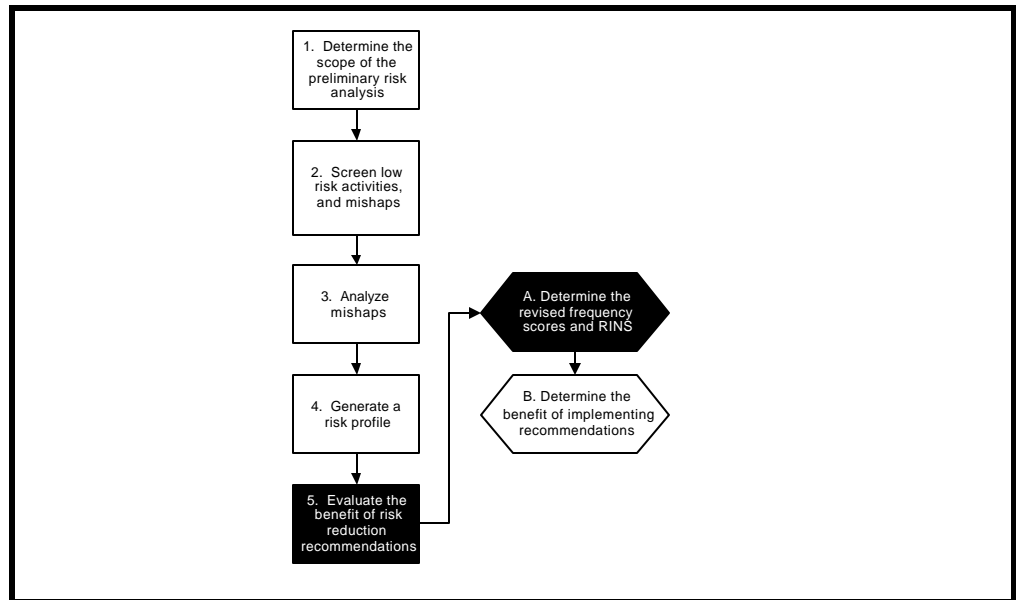 1. Determine the
scope of the
preliminary risk
analysis
2. Screen low
risk activities,
and mishaps
3. Analyze
mishaps
4. Generate a
risk profile
5. Evaluate the
benefit of risk
reduction
recommendations
A. Determine the
revised frequency
scores and RINS
B. Determine the
benefit of implementing
recommendations